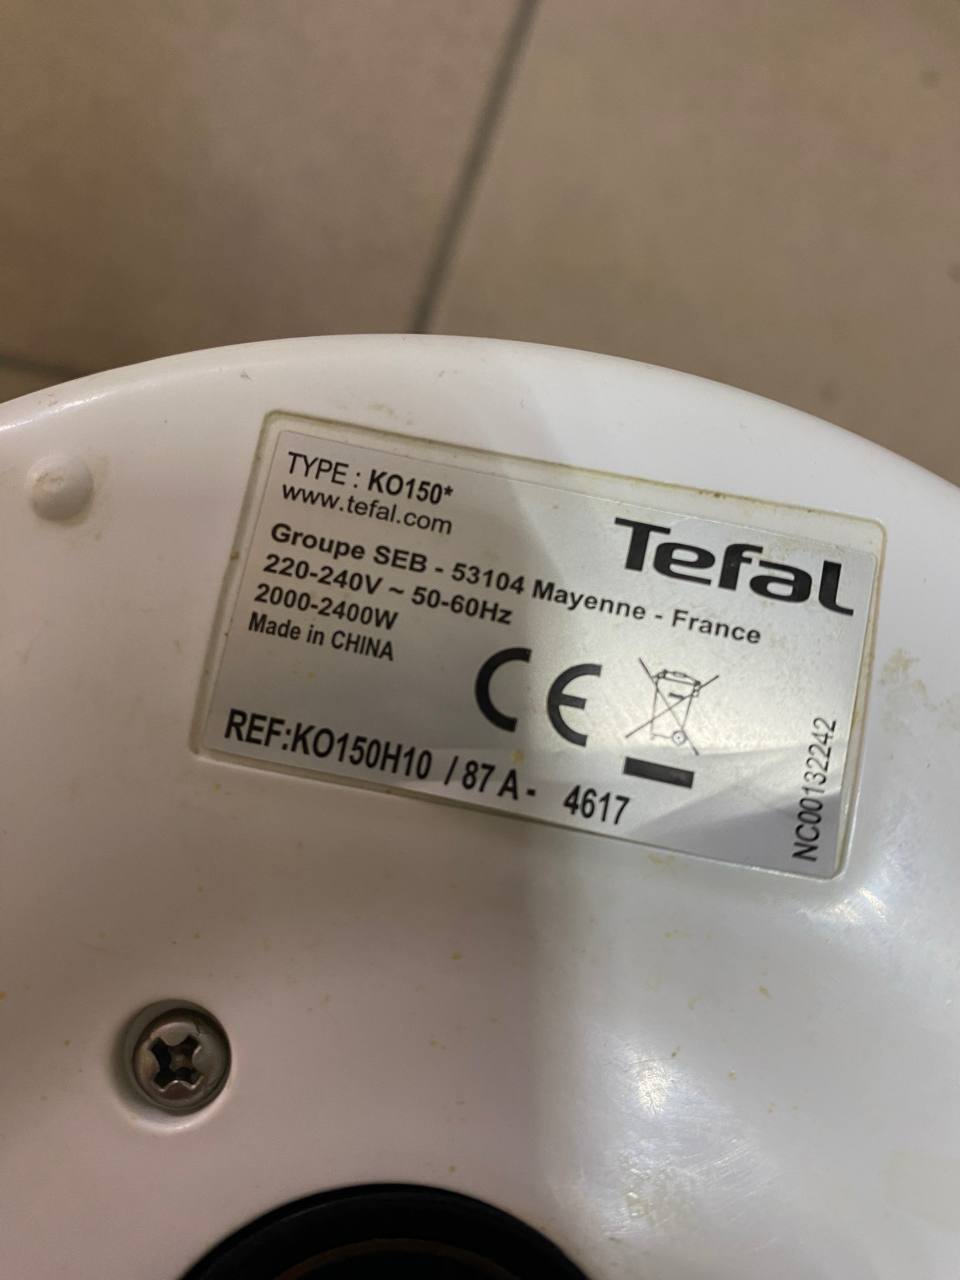 TYPE : KO150*
www.tefal.com
Tefal
Groupe SEB - 53104 Mayenne - France
220-240V ~ 50-60Hz
2000-2400W
Made in CHINA
CE
REF:KO150H10 / 87 A - 4617
NC00132242